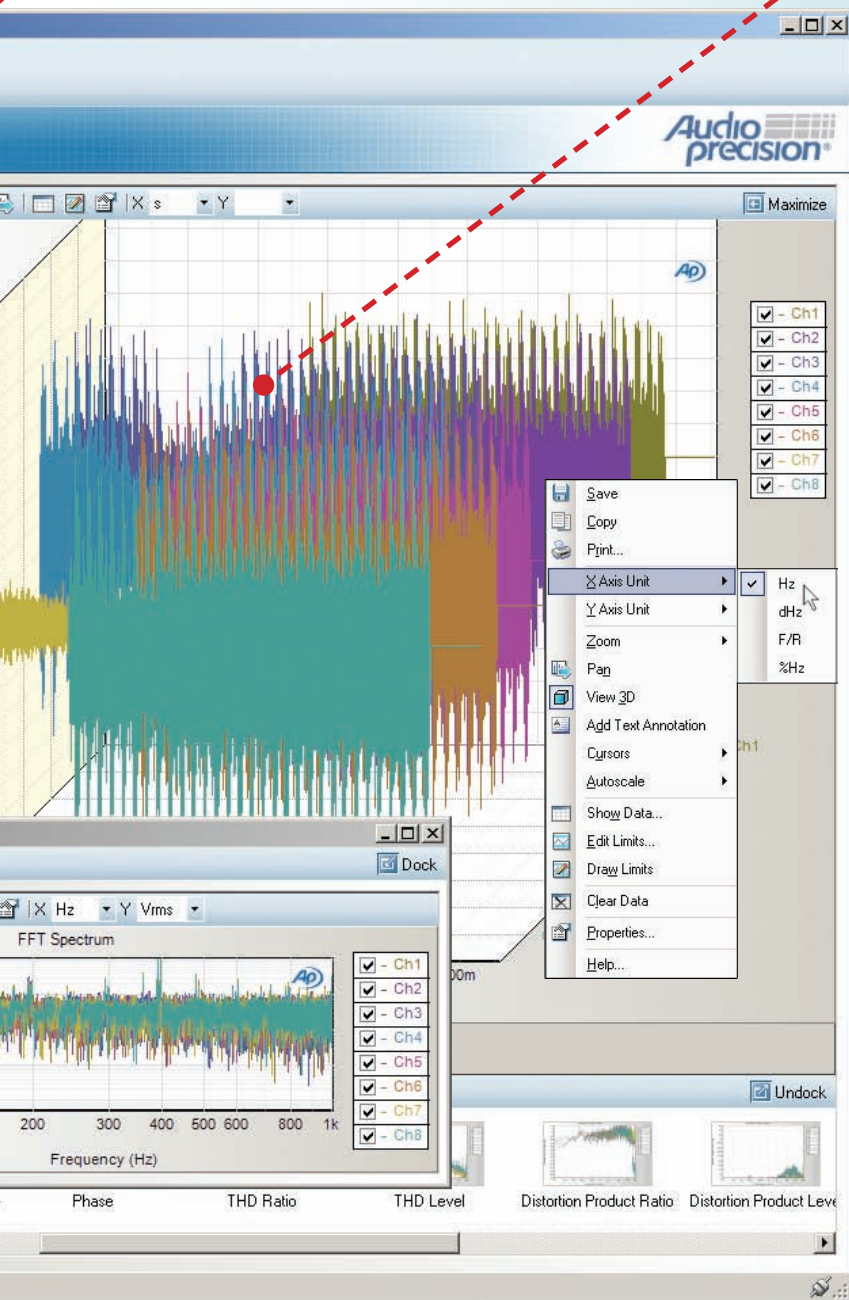 Audio
precision®
X s Y
Maximize
AP
Ch1
Ch2
Ch3
Ch4
Ch5
Ch6
Ch7
Ch8
Save
Copy
Print...
X Axis Unit
Y Axis Unit
Zoom
Pan
View 3D
Add Text Annotation
Cursors
Autoscale
Show Data...
Edit Limits...
Draw Limits
Clear Data
Properties...
Help...
Hz
dHz
F/R
%Hz
Ch1
Dock
X Hz Y Vrms
FFT Spectrum
AP
Ch1
Ch2
Ch3
Ch4
Ch5
Ch6
Ch7
Ch8
200 300 400 500 600 800 1k
Frequency (Hz)
00m
Undock
Phase THD Ratio THD Level Distortion Product Ratio Distortion Product Leve